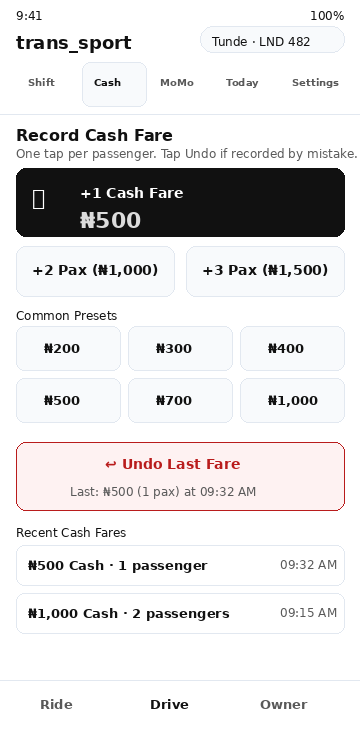 9:41 100%
trans_sport Tunde · LND 482
Shift Cash MoMo Today Settings
Record Cash Fare
One tap per passenger. Tap Undo if recorded by mistake.
+1 Cash Fare
₦500
+2 Pax (₦1,000) +3 Pax (₦1,500)
Common Presets
₦200 ₦300 ₦400
₦500 ₦700 ₦1,000
↩ Undo Last Fare
Last: ₦500 (1 pax) at 09:32 AM
Recent Cash Fares
₦500 Cash · 1 passenger 09:32 AM
₦1,000 Cash · 2 passengers 09:15 AM
Ride Drive Owner